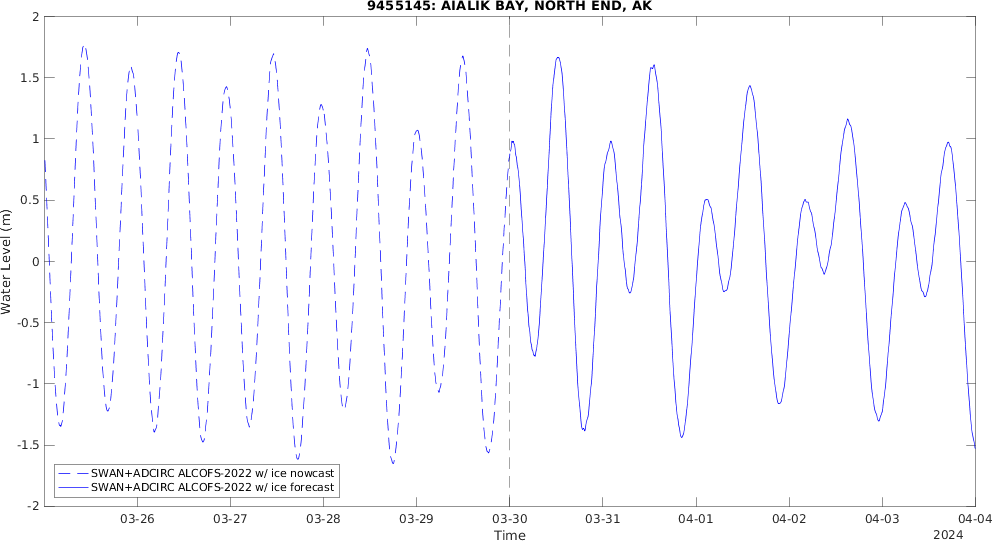 9455145: AIALIK BAY, NORTH END, AK
Water Level (m)
2
1.5
1
0.5
0
-0.5
-1
-1.5
-2
SWAN+ADCIRC ALCOFS-2022 w/ ice nowcast
SWAN+ADCIRC ALCOFS-2022 w/ ice forecast
03-26 03-27 03-28 03-29 03-30 03-31 04-01 04-02 04-03 04-04
Time
2024